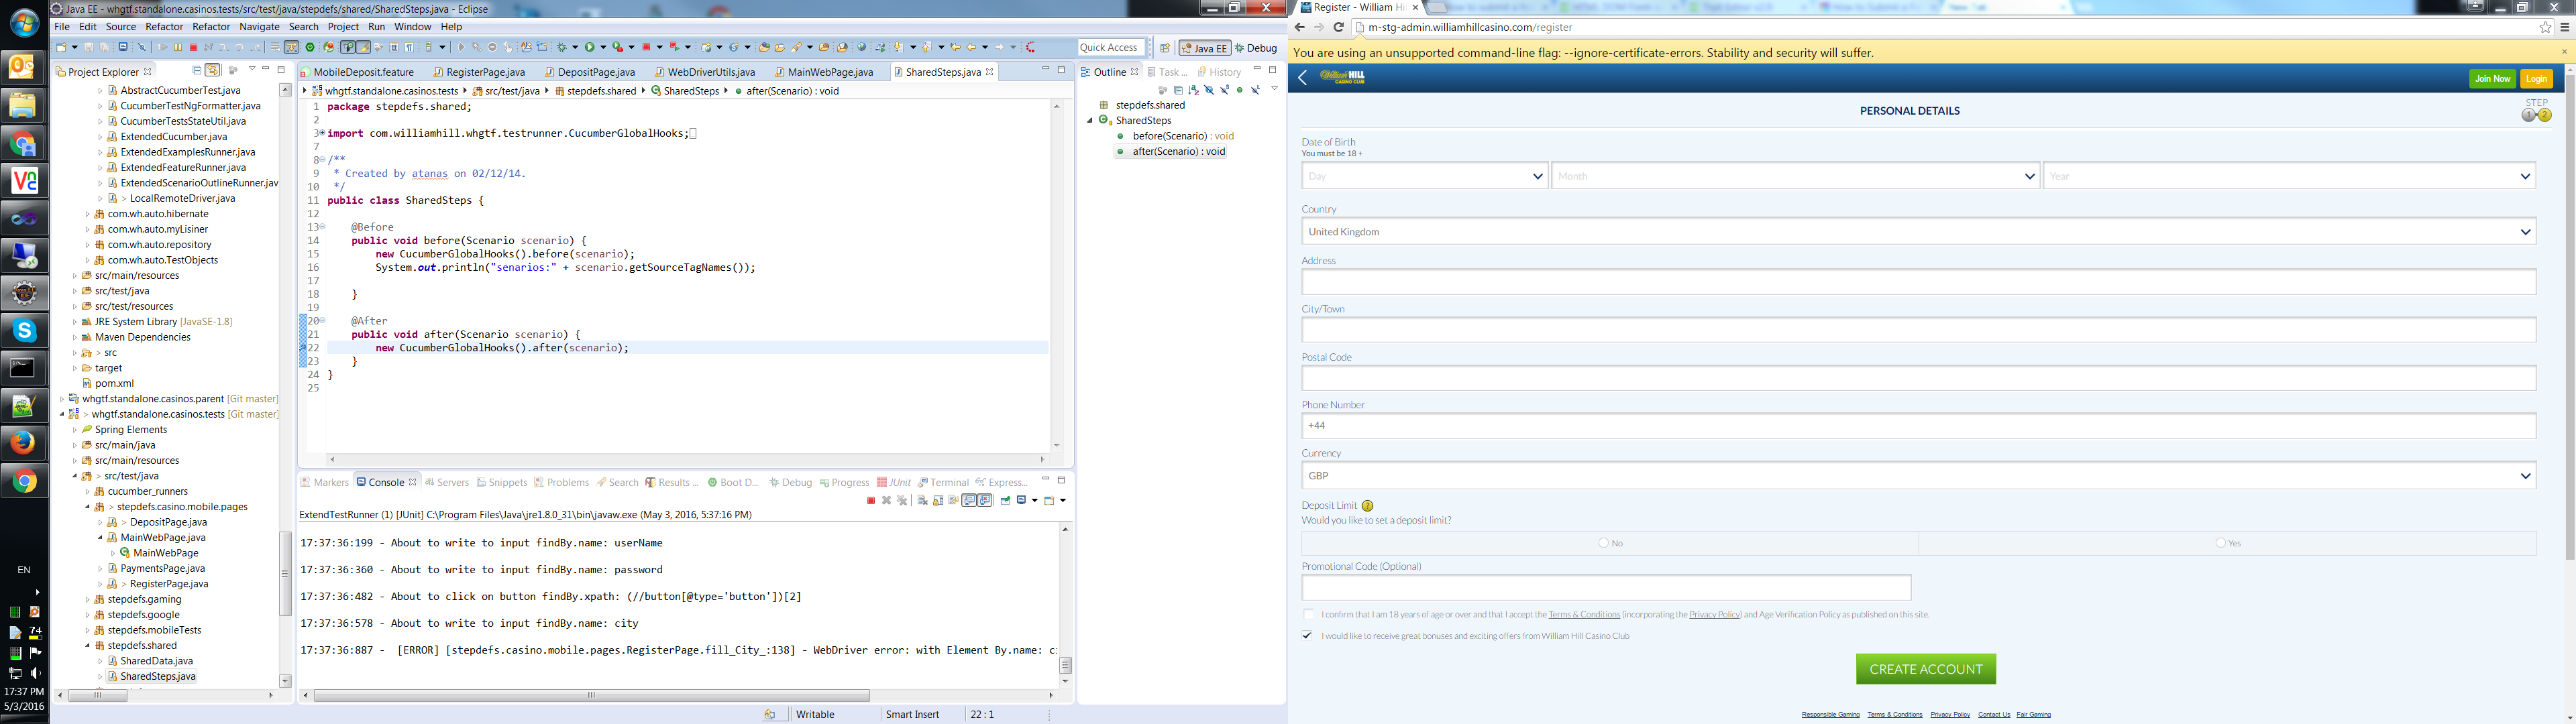 Java EE - whgtf.standalone.casinos.tests/src/test/java/stepdefs/shared/SharedSteps.java - Eclipse
File Edit Source Refactor Refactor Navigate Search Project Run Window Help
Quick Access
Java EE
Debug
Project Explorer
AbstractCucumberTest.java
CucumberTestNgFormatter.java
CucumberTestsStateUtil.java
ExtendedCucumber.java
ExtendedExamplesRunner.java
ExtendedFeatureRunner.java
ExtendedScenarioOutlineRunner.jav
> LocalRemoteDriver.java
com.wh.auto.hibernate
com.wh.auto.myLisiner
com.wh.auto.repository
com.wh.auto.TestObjects
src/main/resources
src/test/java
src/test/resources
JRE System Library [JavaSE-1.8]
Maven Dependencies
> src
target
pom.xml
whgtf.standalone.casinos.parent [Git master]
> whgtf.standalone.casinos.tests [Git master]
Spring Elements
src/main/java
src/main/resources
> src/test/java
cucumber_runners
> stepdefs.casino.mobile.pages
> DepositPage.java
MainWebPage.java
MainWebPage
PaymentsPage.java
> RegisterPage.java
stepdefs.gaming
stepdefs.google
stepdefs.mobileTests
stepdefs.shared
SharedData.java
SharedSteps.java
EN
74
17:37 PM
5/3/2016
MobileDeposit.feature RegisterPage.java DepositPage.java WebDriverUtils.java MainWebPage.java SharedSteps.java
whgtf.standalone.casinos.tests src/test/java stepdefs.shared SharedSteps after(Scenario) : void
1 package stepdefs.shared;
2
3 import com.williamhill.whgtf.testrunner.CucumberGlobalHooks;
7
8 /**
9 * Created by atanas on 02/12/14.
10 */
11 public class SharedSteps {
12
13 @Before
14 public void before(Scenario scenario) {
15 new CucumberGlobalHooks().before(scenario);
16 System.out.println("senarios:" + scenario.getSourceTagNames());
17
18 }
19
20 @After
21 public void after(Scenario scenario) {
22 new CucumberGlobalHooks().after(scenario);
23 }
24 }
25
Outline Task ... History
stepdefs.shared
SharedSteps
before(Scenario) : void
after(Scenario) : void
Markers Console Servers Snippets Problems Search Results ... Boot D... Debug Progress JUnit Terminal Express...
ExtendTestRunner (1) [JUnit] C:\Program Files\Java\jre1.8.0_31\bin\javaw.exe (May 3, 2016, 5:37:16 PM)
17:37:36:199 - About to write to input findBy.name: userName
17:37:36:360 - About to write to input findBy.name: password
17:37:36:482 - About to click on button findBy.xpath: (//button[@type='button'])[2]
17:37:36:578 - About to write to input findBy.name: city
17:37:36:887 - [ERROR] [stepdefs.casino.mobile.pages.RegisterPage.fill_City_:138] - WebDriver error: with Element By.name: c
Writable Smart Insert 22 : 1
Register - William Hi
m-stg-admin.williamhillcasino.com/register
You are using an unsupported command-line flag: --ignore-certificate-errors. Stability and security will suffer.
William HILL
CASINO CLUB
Join Now
Login
PERSONAL DETAILS
STEP
1 2
Date of Birth
You must be 18 +
Day Month Year
Country
United Kingdom
Address
City/Town
Postal Code
Phone Number
+44
Currency
GBP
Deposit Limit ?
Would you like to set a deposit limit?
No Yes
Promotional Code (Optional)
I confirm that I am 18 years of age or over and that I accept the Terms & Conditions (incorporating the Privacy Policy) and Age Verification Policy as published on this site.
I would like to receive great bonuses and exciting offers from William Hill Casino Club
CREATE ACCOUNT
Responsible Gaming Terms & Conditions Privacy Policy Contact Us Fair Gaming